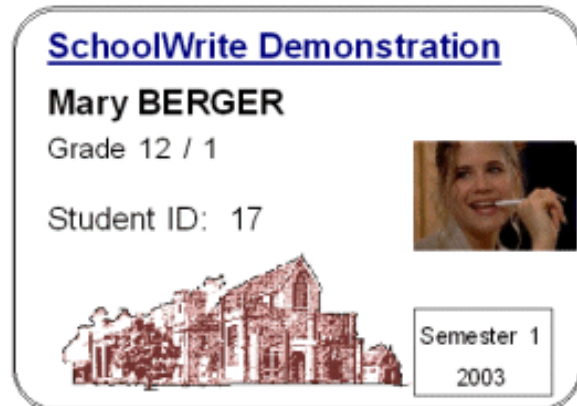 SchoolWrite Demonstration
Mary BERGER
Grade 12 / 1
Student ID: 17
Semester 1
2003